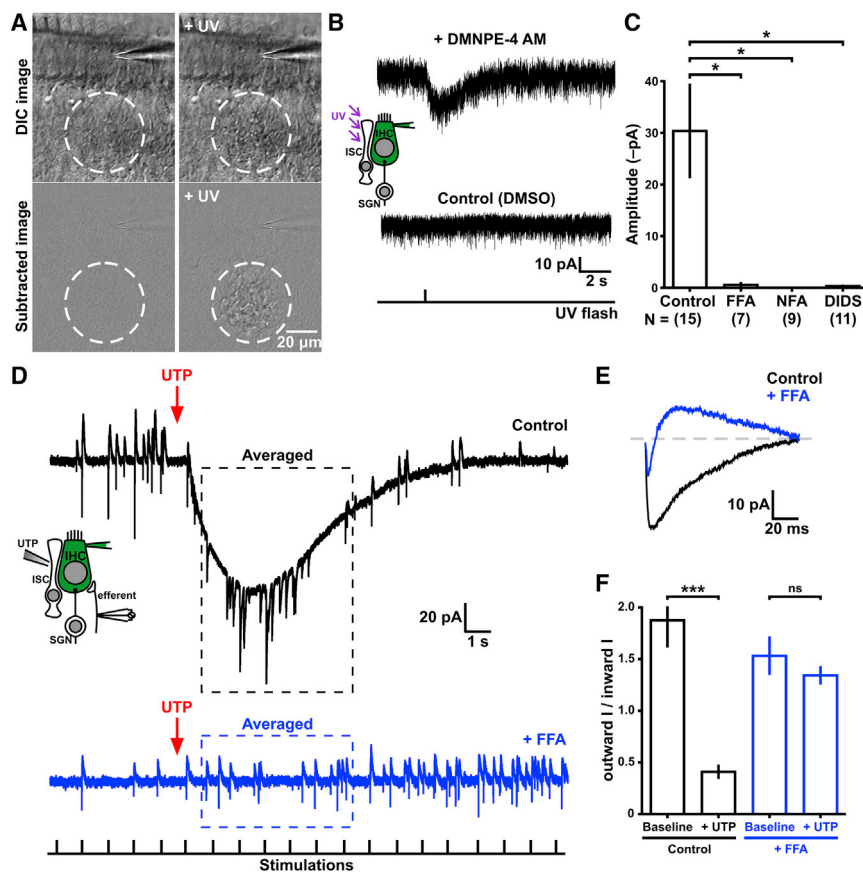 A
+ UV
DIC image
+ UV
Subtracted image
20 μm
B
+ DMNPE-4 AM
UV
IHC
ISC
SGN
Control (DMSO)
10 pA
2 s
UV flash
C
*
*
*
Amplitude (–pA)
40
30
20
10
0
Control FFA NFA DIDS
N = (15) (7) (9) (11)
D
UTP
Control
Averaged
UTP
IHC
ISC
efferent
SGN
20 pA
1 s
UTP
Averaged
+ FFA
Stimulations
E
Control
+ FFA
10 pA
20 ms
F
*** ns
outward I / inward I
2.0
1.5
1.0
0.5
0
Baseline + UTP Baseline + UTP
Control + FFA